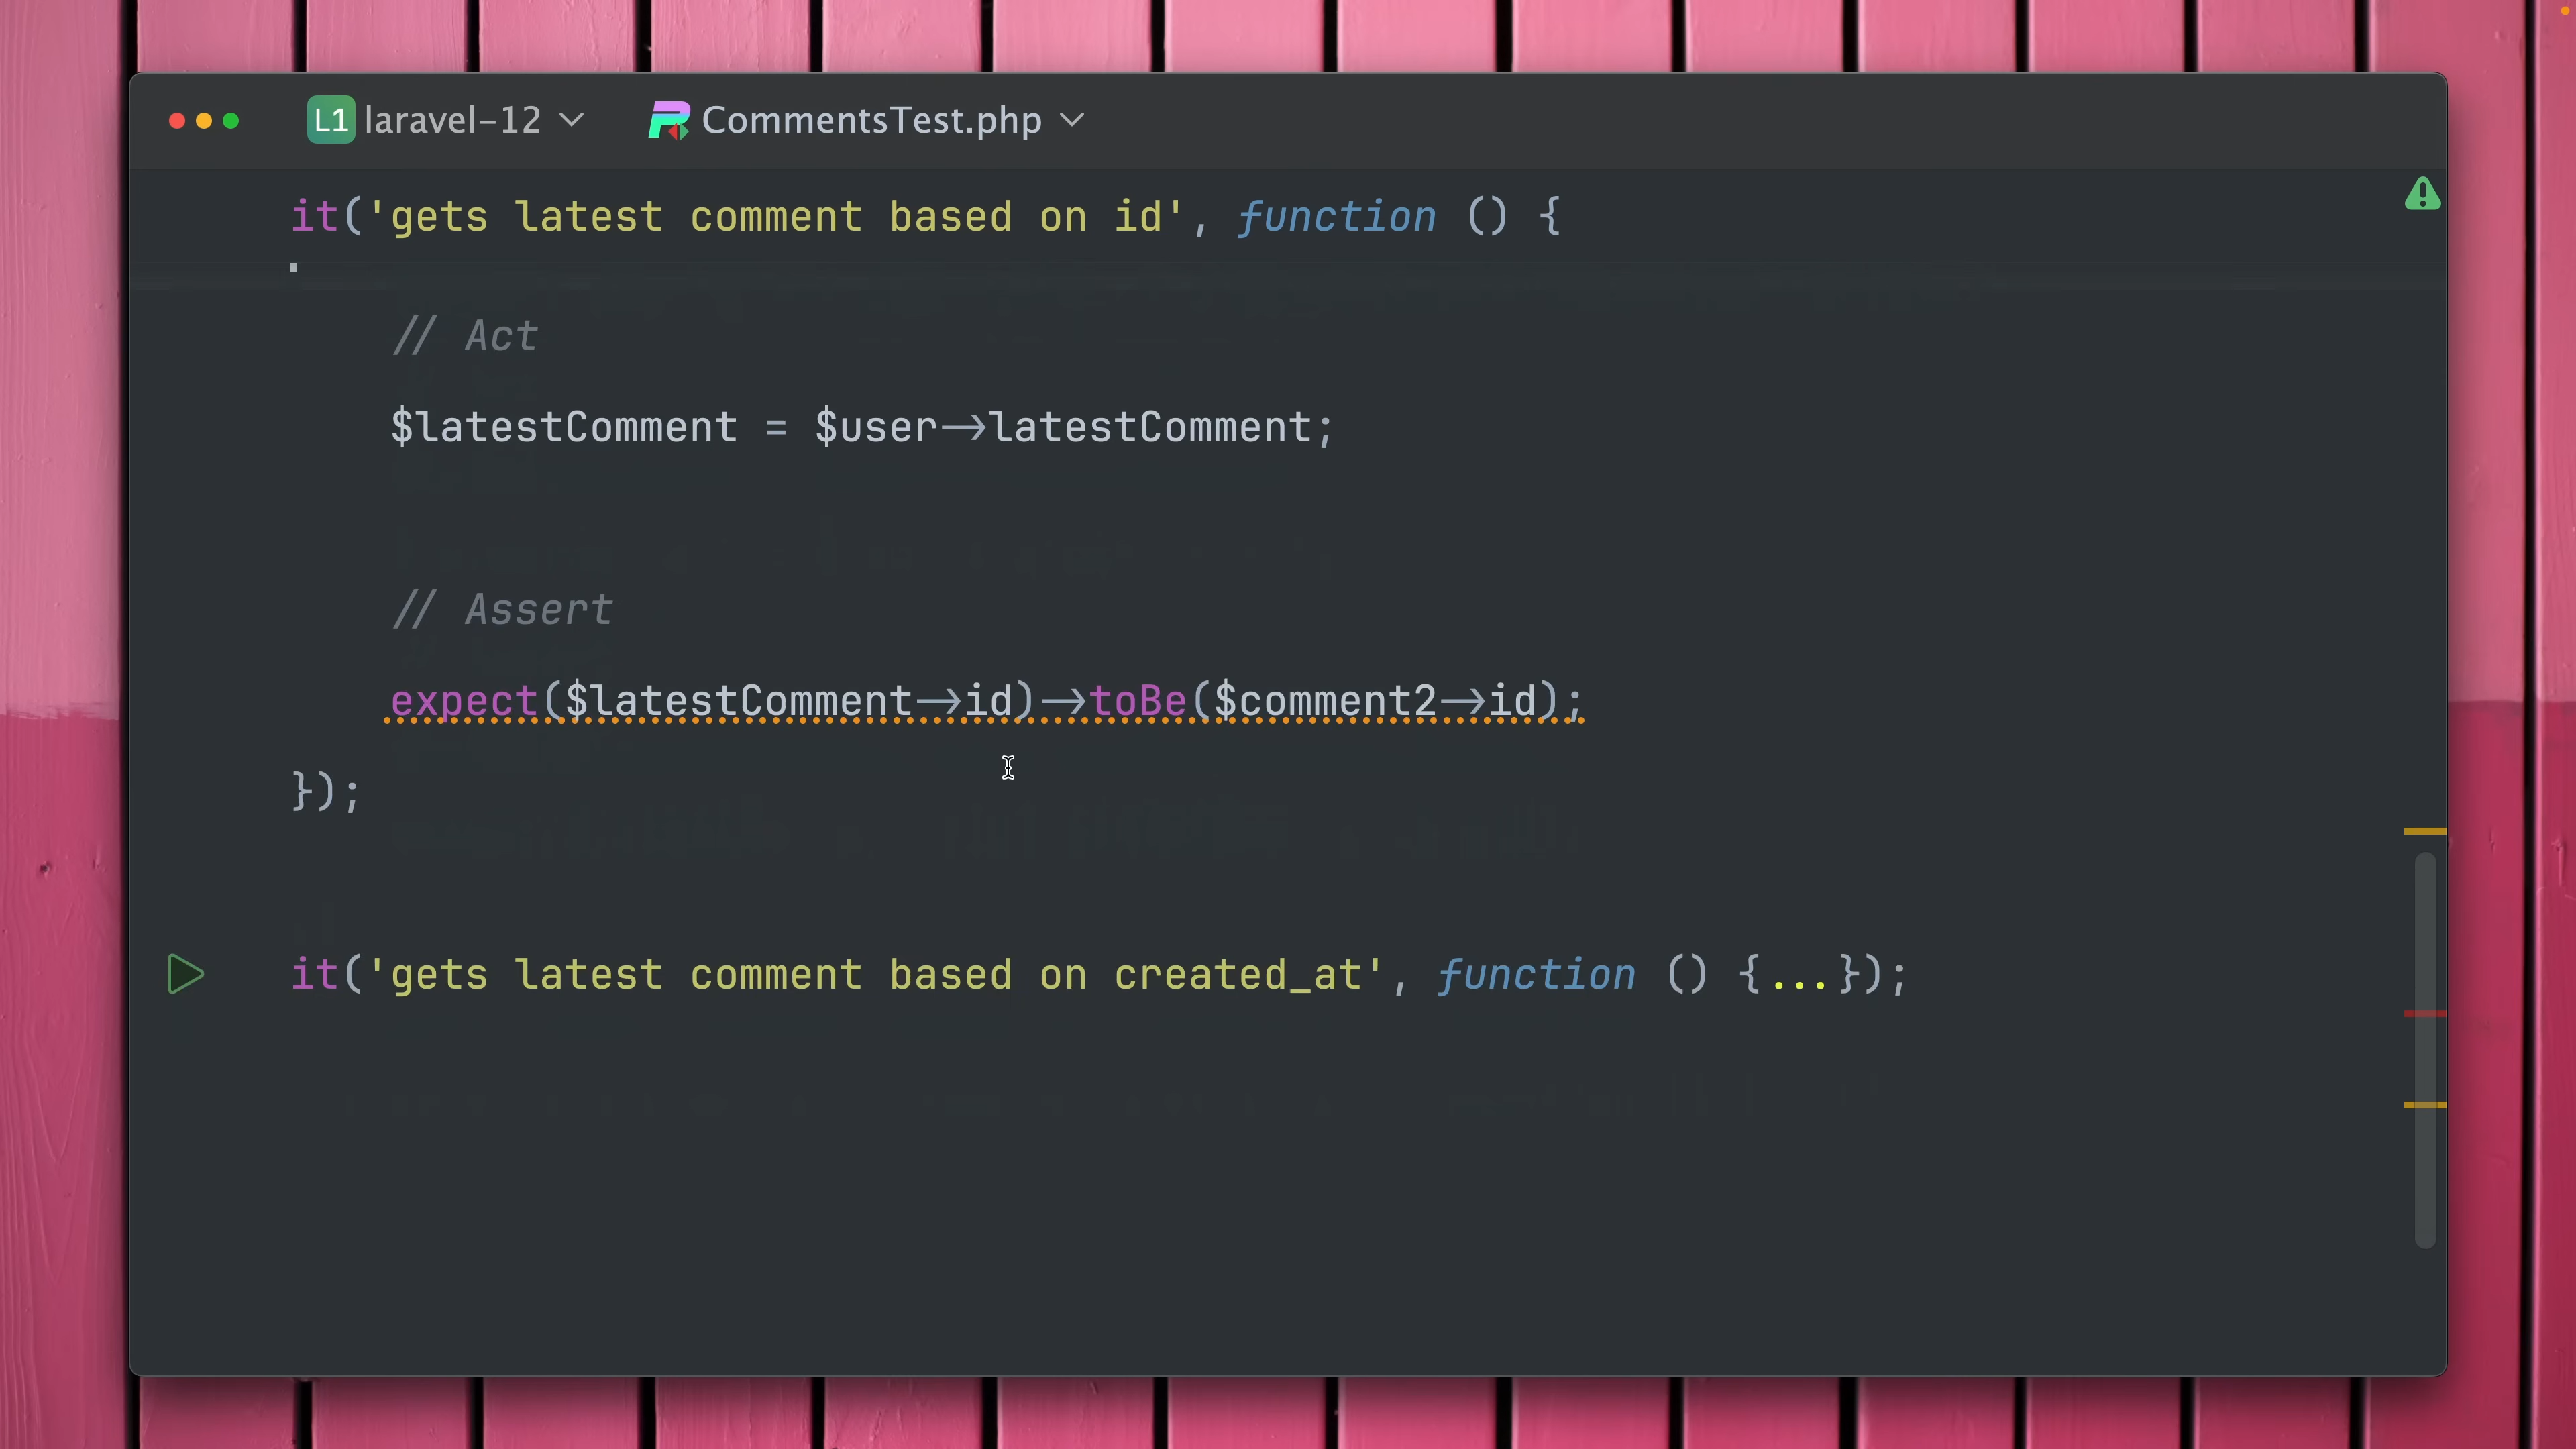 L1 laravel-12 CommentsTest.php
it('gets latest comment based on id', function () {
// Act
$latestComment = $user->latestComment;
// Assert
expect($latestComment->id)->toBe($comment2->id);
});
it('gets latest comment based on created_at', function () {...});